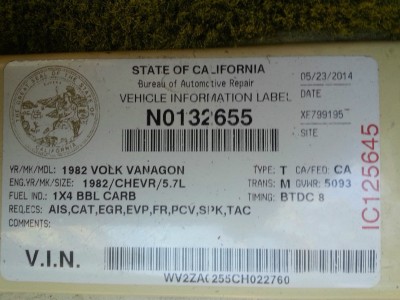 STATE OF CALIFORNIA
Bureau of Automotive Repair
VEHICLE INFORMATION LABEL
N0132655
05/23/2014
DATE
XF799195
SITE
YR/MK/MDL: 1982 VOLK VANAGON TYPE: T CA/FED: CA
ENG.YR/MK/SIZE: 1982/CHEVR/5.7L TRANS: M GVWR: 5093
FUEL IND.: 1X4 BBL CARB TIMING: BTDC 8
REQ.ECS: AIS,CAT,EGR,EVP,FR,PCV,SPK,TAC
COMMENTS:
IC125645
V.I.N.
WV2ZA0255CH022760